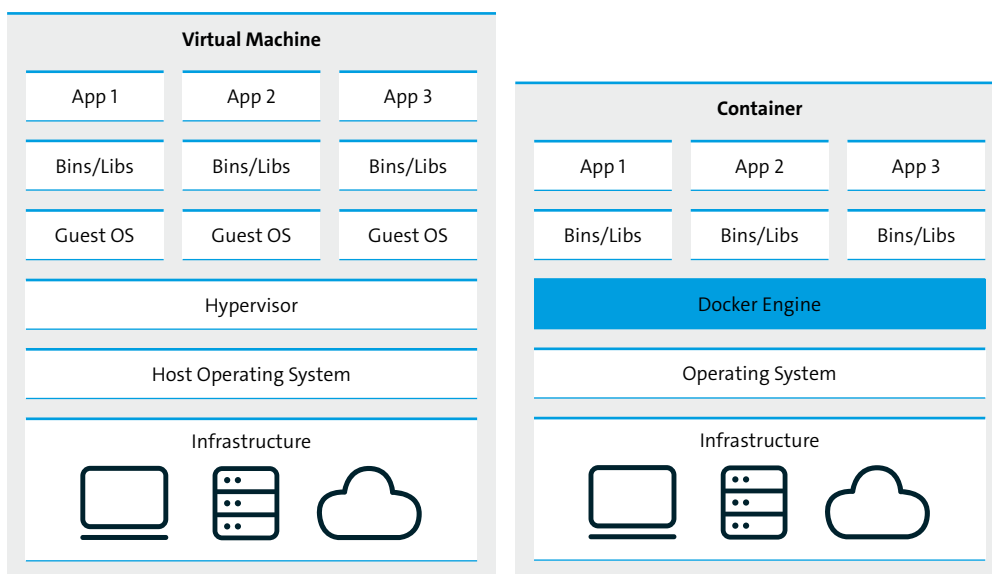 Virtual Machine
App 1 App 2 App 3
Bins/Libs Bins/Libs Bins/Libs
Guest OS Guest OS Guest OS
Hypervisor
Host Operating System
Infrastructure
Container
App 1 App 2 App 3
Bins/Libs Bins/Libs Bins/Libs
Docker Engine
Operating System
Infrastructure